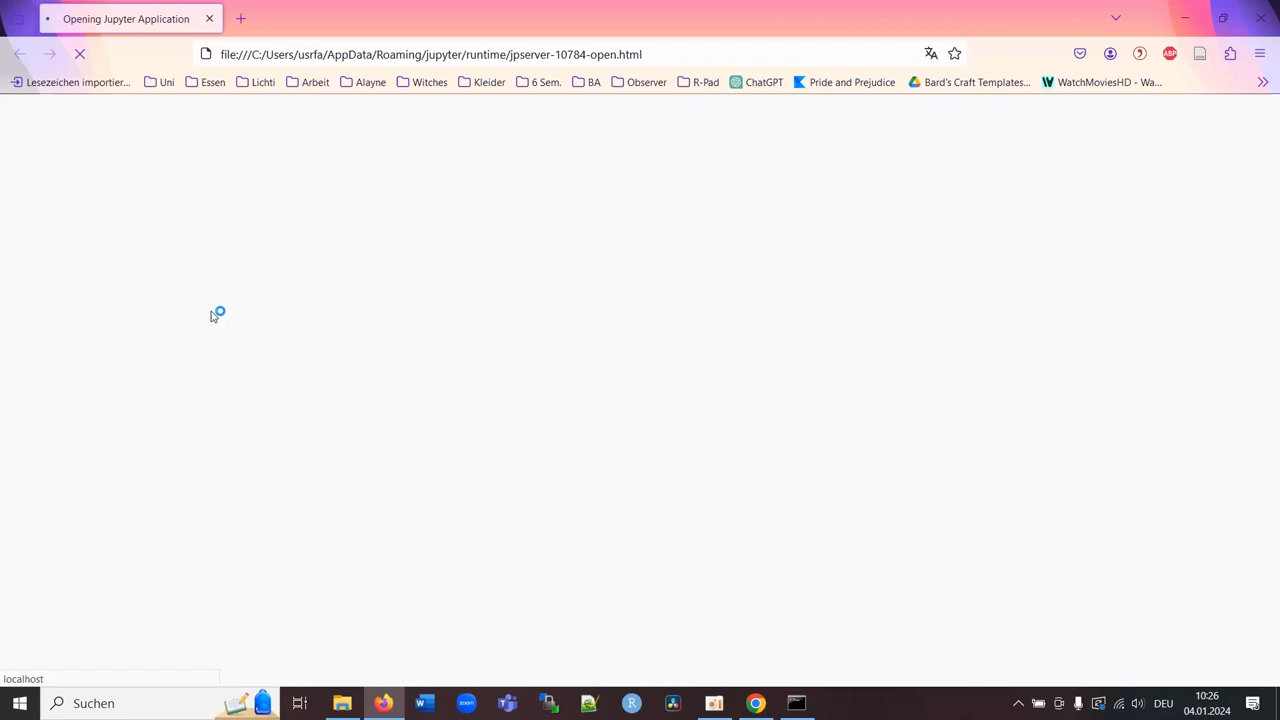 Opening Jupyter Application
file:///C:/Users/usrfa/AppData/Roaming/jupyter/runtime/jpserver-10784-open.html
ABP
Lesezeichen importier... Uni Essen Lichti Arbeit Alayne Witches Kleider 6 Sem. BA Observer R-Pad ChatGPT Pride and Prejudice Bard's Craft Templates... WatchMoviesHD - Wa...
localhost
Suchen
zoom
DEU
10:26
04.01.2024